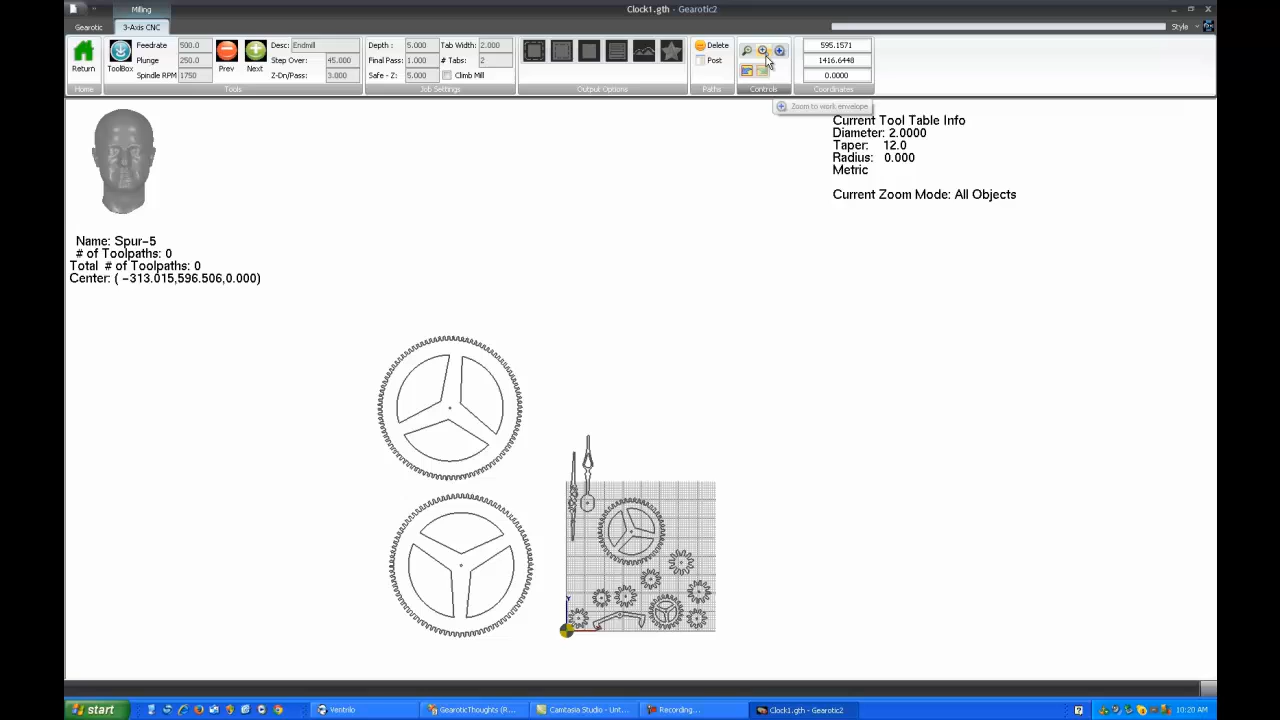 Milling
Clock1.gth - Gearotic2
Gearotic
3-Axis CNC
Style
Return
ToolBox
Feedrate 500.0
Plunge 250.0
Spindle RPM 1750
Prev
Next
Desc: Endmill
Step Over: 45.000
Z-Dn/Pass: 3.000
Depth : 5.000
Final Pass: 1.000
Safe - Z: 5.000
Tab Width: 2.000
# Tabs: 2
Climb Mill
Delete
Post
595.1571
1416.6448
0.0000
Home
Tools
Job Settings
Output Options
Paths
Controls
Coordinates
Zoom to work envelope
Current Tool Table Info
Diameter: 2.0000
Taper: 12.0
Radius: 0.000
Metric
Current Zoom Mode: All Objects
Name: Spur-5
# of Toolpaths: 0
Total # of Toolpaths: 0
Center: ( -313.015,596.506,0.000)
Y
start
Ventrilo
GearoticThoughts (R...
Camtasia Studio - Unt...
Recording...
Clock1.gth - Gearotic2
10:20 AM